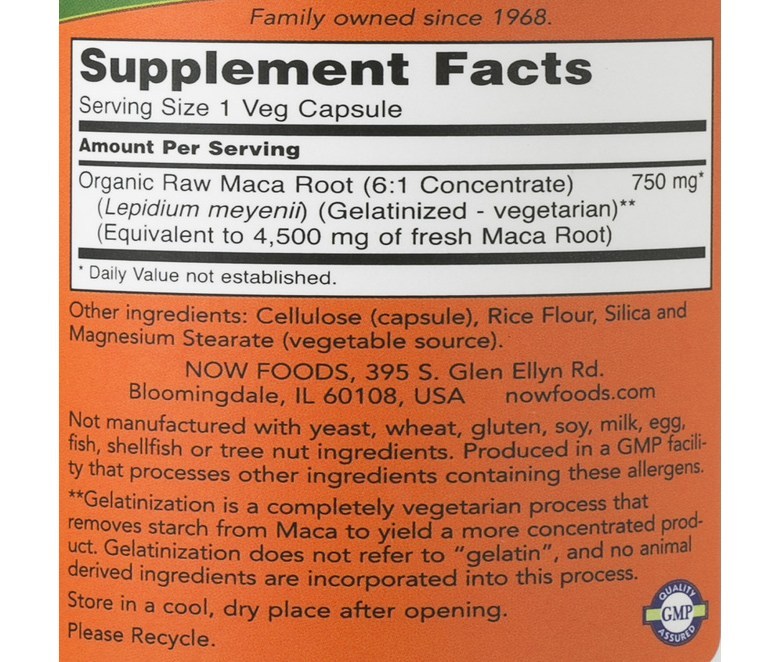 Family owned since 1968.
Supplement Facts
Serving Size 1 Veg Capsule
Amount Per Serving
Organic Raw Maca Root (6:1 Concentrate) 750 mg*
(Lepidium meyenii) (Gelatinized - vegetarian)**
(Equivalent to 4,500 mg of fresh Maca Root)
* Daily Value not established.
Other ingredients: Cellulose (capsule), Rice Flour, Silica and
Magnesium Stearate (vegetable source).
NOW FOODS, 395 S. Glen Ellyn Rd.
Bloomingdale, IL 60108, USA nowfoods.com
Not manufactured with yeast, wheat, gluten, soy, milk, egg,
fish, shellfish or tree nut ingredients. Produced in a GMP facili-
ty that processes other ingredients containing these allergens.
**Gelatinization is a completely vegetarian process that
removes starch from Maca to yield a more concentrated prod-
uct. Gelatinization does not refer to "gelatin", and no animal
derived ingredients are incorporated into this process.
Store in a cool, dry place after opening.
Please Recycle.
QUALITY
GMP
ASSURED